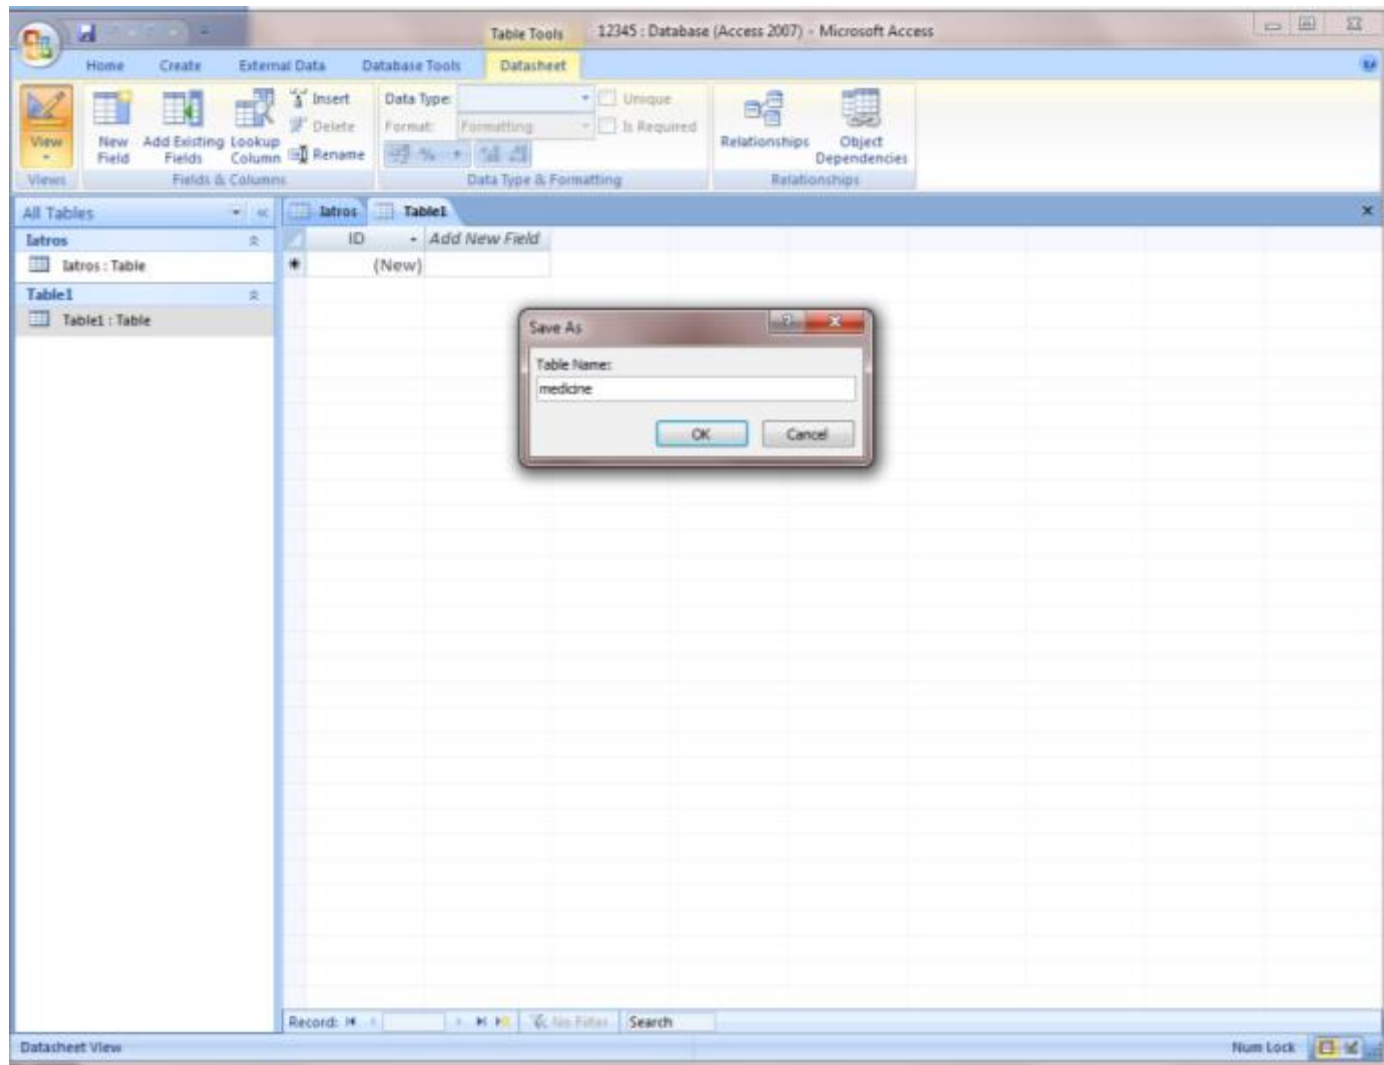 Table Tools 12345 : Database (Access 2007) - Microsoft Access
Home Create External Data Database Tools Datasheet
View
Views
New Field
Add Existing Fields
Lookup Column
Insert
Delete
Rename
Fields & Columns
Data Type:
Format: Formatting
Unique
Is Required
Data Type & Formatting
Relationships
Object Dependencies
Relationships
All Tables
Iatros
Iatros : Table
Table1
Table1 : Table
Iatros Table1
ID Add New Field
(New)
Save As
Table Name:
medicine
OK Cancel
Record: No Filter Search
Datasheet View Num Lock